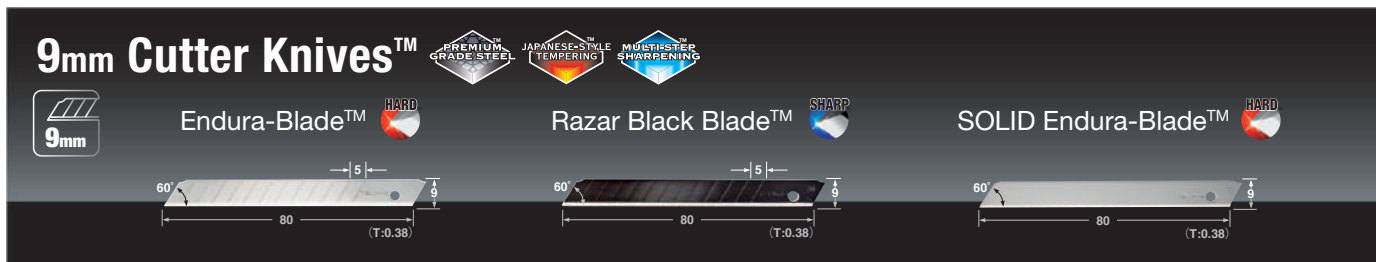 9mm Cutter Knives™
PREMIUM™
GRADE STEEL
JAPANESE-STYLE™
TEMPERING
MULTI-STEP™
SHARPENING
9mm
Endura-Blade™
HARD
Razar Black Blade™
SHARP
SOLID Endura-Blade™
HARD
60°
5
9
80
(T:0.38)
60°
5
9
80
(T:0.38)
60°
9
80
(T:0.38)